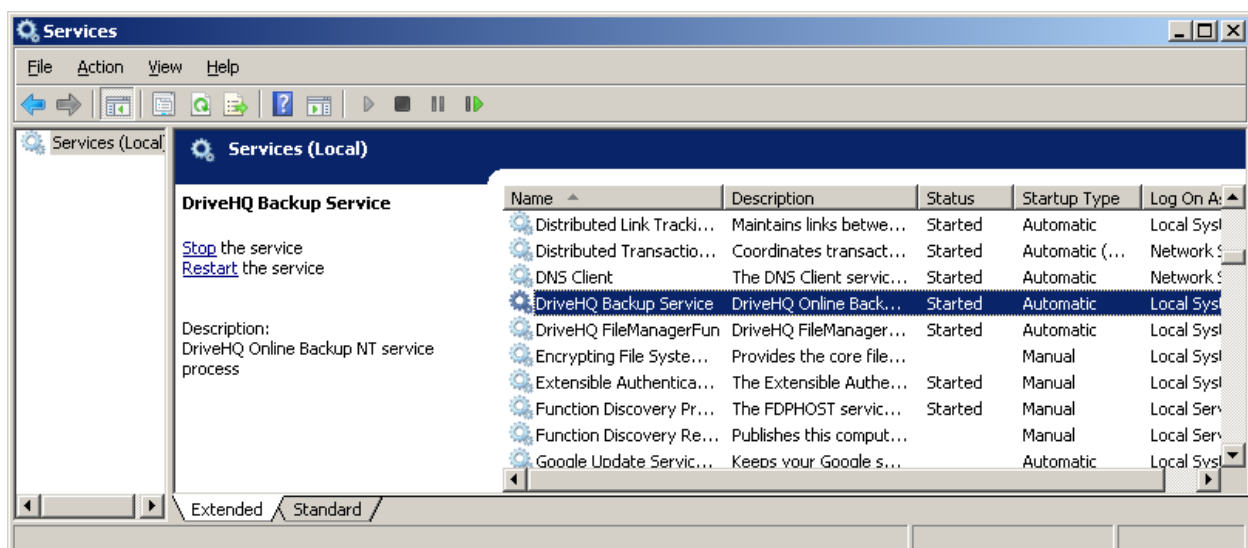 Services
File Action View Help
Services (Local
Services (Local)
DriveHQ Backup Service
Stop the service
Restart the service
Description:
DriveHQ Online Backup NT service
process
Name Description Status Startup Type Log On As
Distributed Link Tracki... Maintains links betwe... Started Automatic Local Syst
Distributed Transactio... Coordinates transact... Started Automatic (... Network S
DNS Client The DNS Client servic... Started Automatic Network S
DriveHQ Backup Service DriveHQ Online Back... Started Automatic Local Syst
DriveHQ FileManagerFun DriveHQ FileManager... Started Automatic Local Syst
Encrypting File Syste... Provides the core file... Manual Local Syst
Extensible Authentica... The Extensible Authe... Started Manual Local Syst
Function Discovery Pr... The FDPHOST servic... Started Manual Local Serv
Function Discovery Re... Publishes this comput... Manual Local Serv
Google Update Servic... Keeps your Google s... Automatic Local Syst
Extended Standard